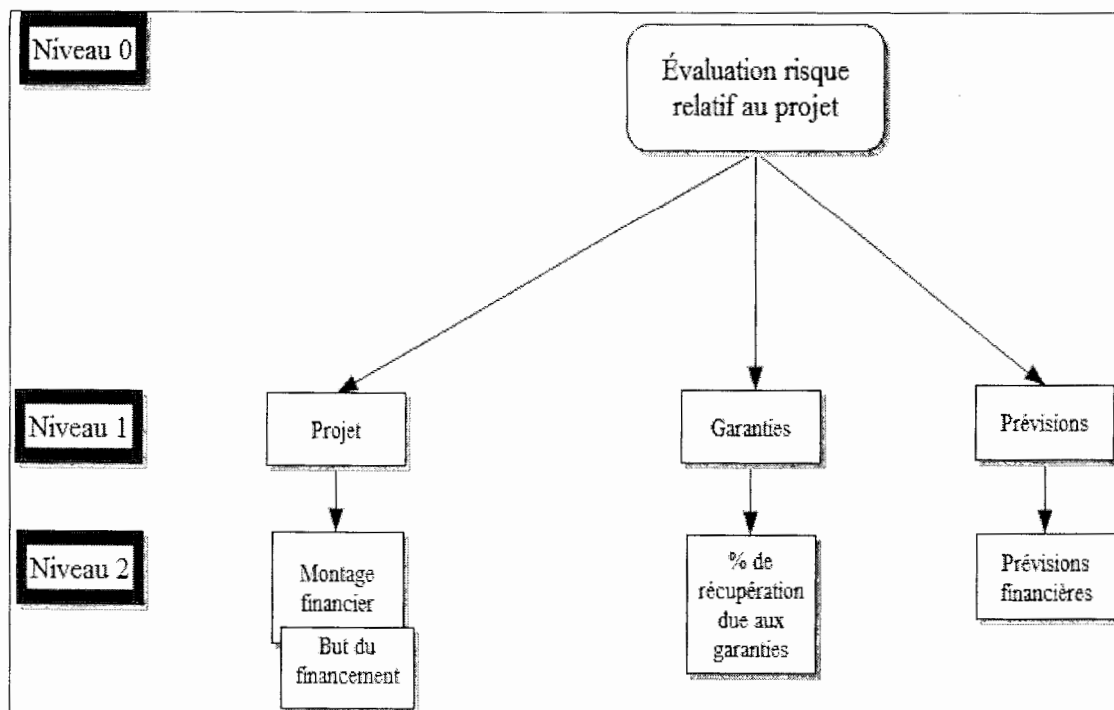 Niveau 0
Évaluation risque
relatif au projet
Niveau 1
Projet
Garanties
Prévisions
Niveau 2
Montage
financier
But du
financement
% de
récupération
due aux
garanties
Prévisions
financières